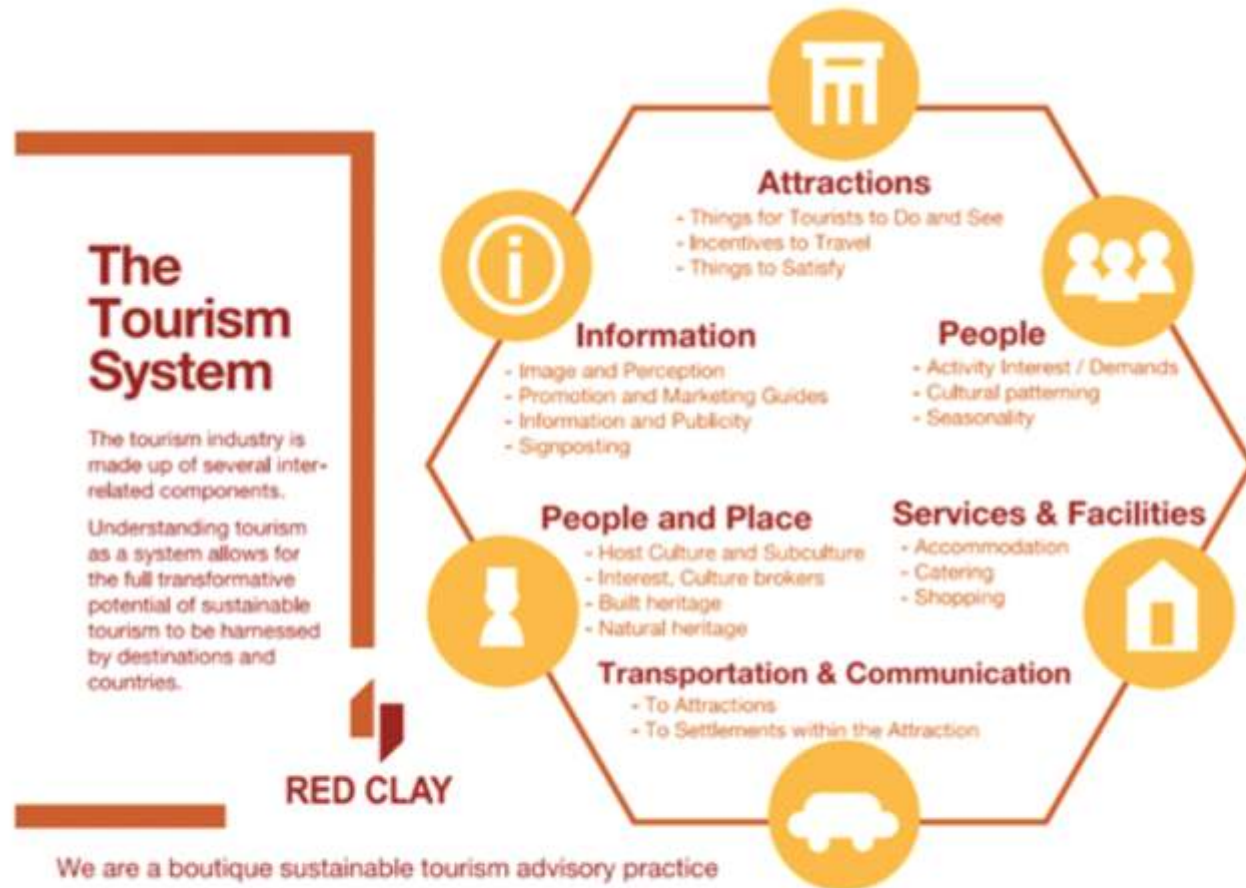 The
Tourism
System
The tourism industry is
made up of several inter-
related components.
Understanding tourism
as a system allows for
the full transformative
potential of sustainable
tourism to be harnessed
by destinations and
countries.
RED CLAY
We are a boutique sustainable tourism advisory practice
Attractions
- Things for Tourists to Do and See
- Incentives to Travel
- Things to Satisfy
Information
- Image and Perception
- Promotion and Marketing Guides
- Information and Publicity
- Signposting
People
- Activity Interest / Demands
- Cultural patterning
- Seasonality
People and Place
- Host Culture and Subculture
- Interest, Culture brokers
- Built heritage
- Natural heritage
Services & Facilities
- Accommodation
- Catering
- Shopping
Transportation & Communication
- To Attractions
- To Settlements within the Attraction